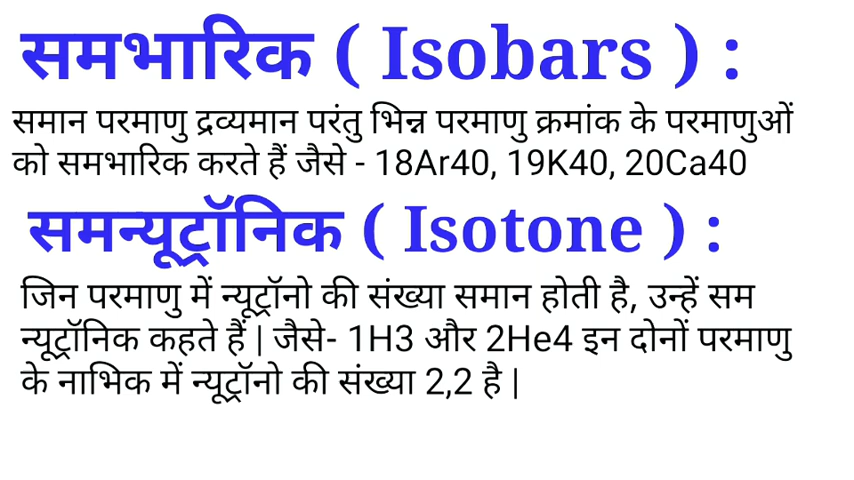 समभारिक ( Isobars ) :
समान परमाणु द्रव्यमान परंतु भिन्न परमाणु क्रमांक के परमाणुओं
को समभारिक करते हैं जैसे - 18Ar40, 19K40, 20Ca40
समन्यूट्रॉनिक ( Isotone ) :
जिन परमाणु में न्यूट्रॉनो की संख्या समान होती है, उन्हें सम
न्यूट्रॉनिक कहते हैं | जैसे- 1H3 और 2He4 इन दोनों परमाणु
के नाभिक में न्यूट्रॉनो की संख्या 2,2 है |